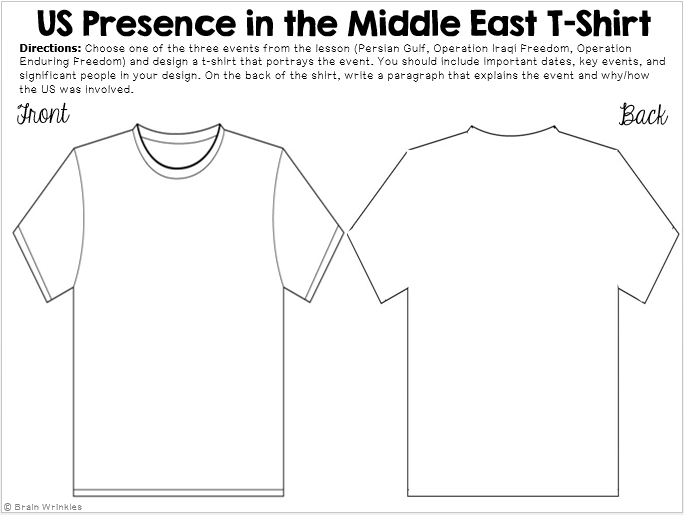 US Presence in the Middle East T-Shirt
Directions: Choose one of the three events from the lesson (Persian Gulf, Operation Iraqi Freedom, Operation
Enduring Freedom) and design a t-shirt that portrays the event. You should include important dates, key events, and
significant people in your design. On the back of the shirt, write a paragraph that explains the event and why/how
the US was involved.
Front
Back
© Brain Wrinkles